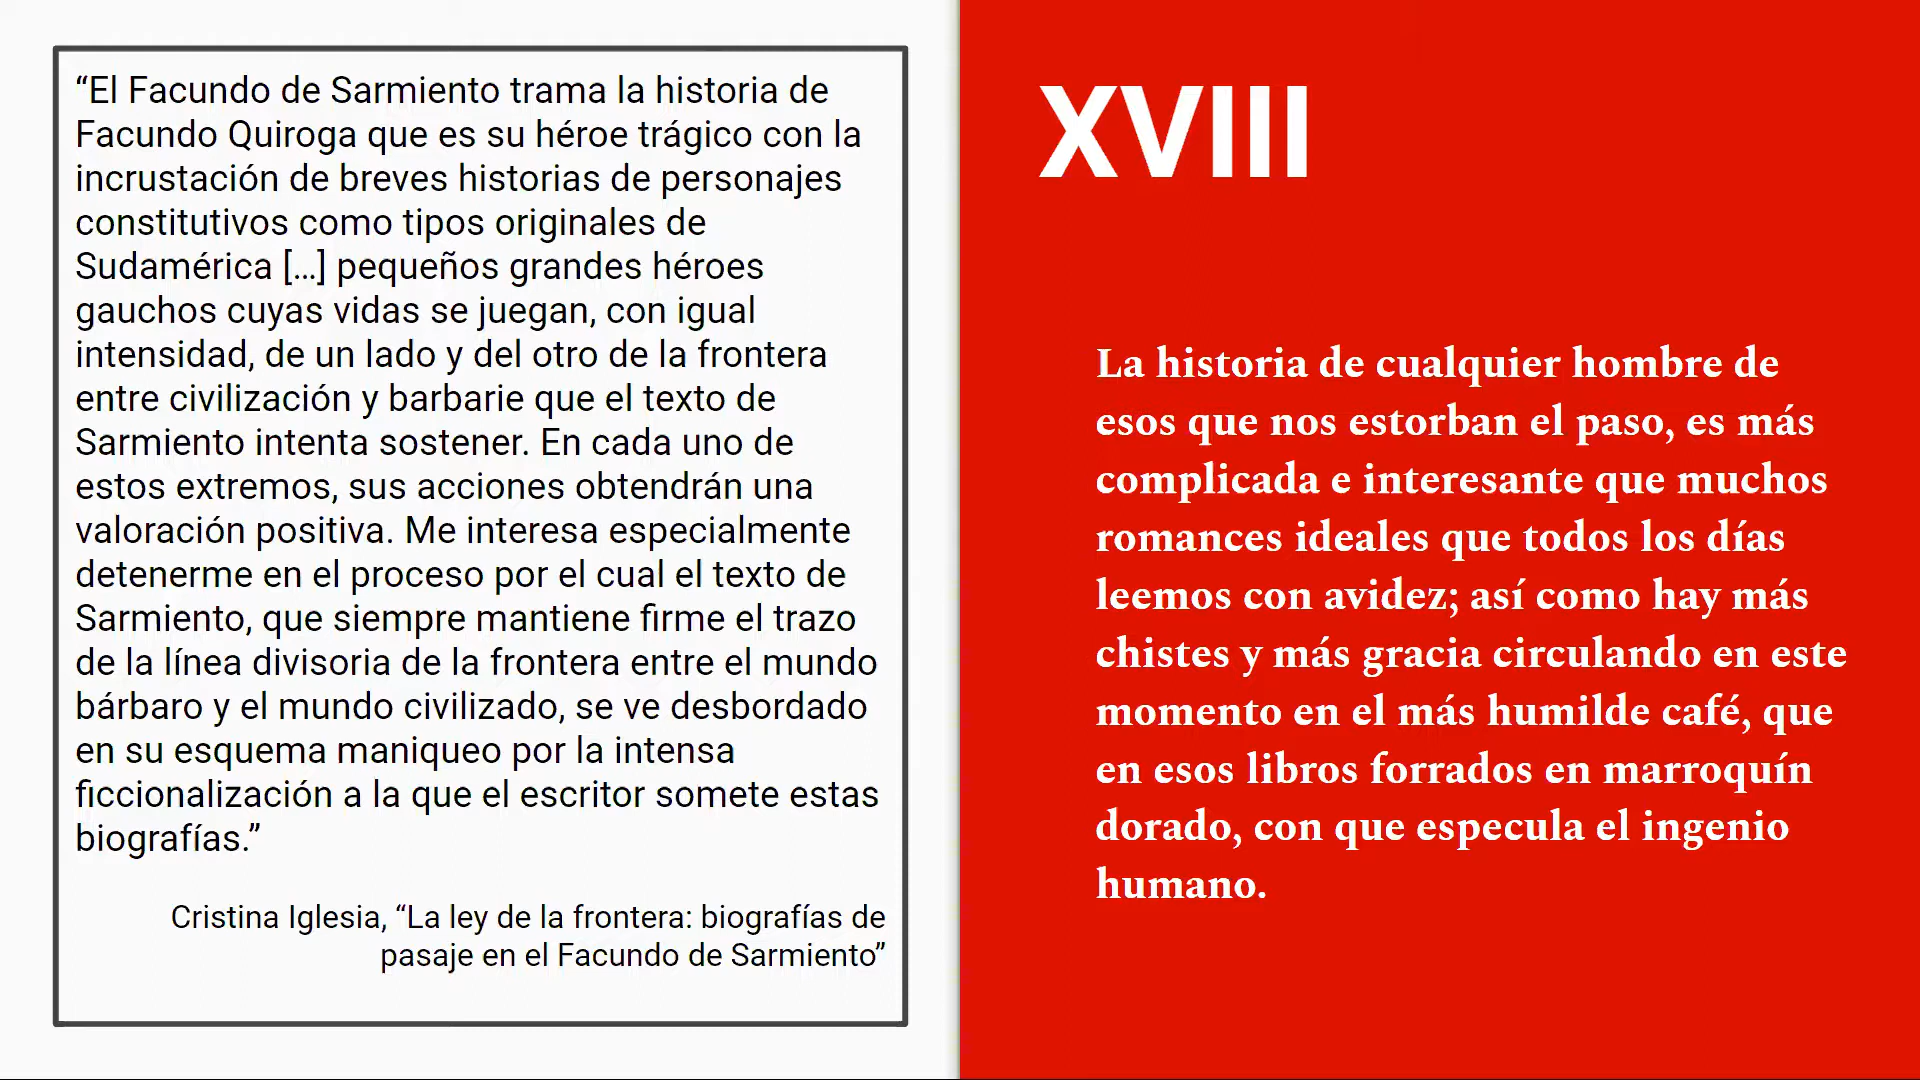 “El Facundo de Sarmiento trama la historia de
Facundo Quiroga que es su héroe trágico con la
incrustación de breves historias de personajes
constitutivos como tipos originales de
Sudamérica [...] pequeños grandes héroes
gauchos cuyas vidas se juegan, con igual
intensidad, de un lado y del otro de la frontera
entre civilización y barbarie que el texto de
Sarmiento intenta sostener. En cada uno de
estos extremos, sus acciones obtendrán una
valoración positiva. Me interesa especialmente
detenerme en el proceso por el cual el texto de
Sarmiento, que siempre mantiene firme el trazo
de la línea divisoria de la frontera entre el mundo
bárbaro y el mundo civilizado, se ve desbordado
en su esquema maniqueo por la intensa
ficcionalización a la que el escritor somete estas
biografías.”
Cristina Iglesia, “La ley de la frontera: biografías de
pasaje en el Facundo de Sarmiento”
XVIII
La historia de cualquier hombre de
esos que nos estorban el paso, es más
complicada e interesante que muchos
romances ideales que todos los días
leemos con avidez; así como hay más
chistes y más gracia circulando en este
momento en el más humilde café, que
en esos libros forrados en marroquín
dorado, con que especula el ingenio
humano.